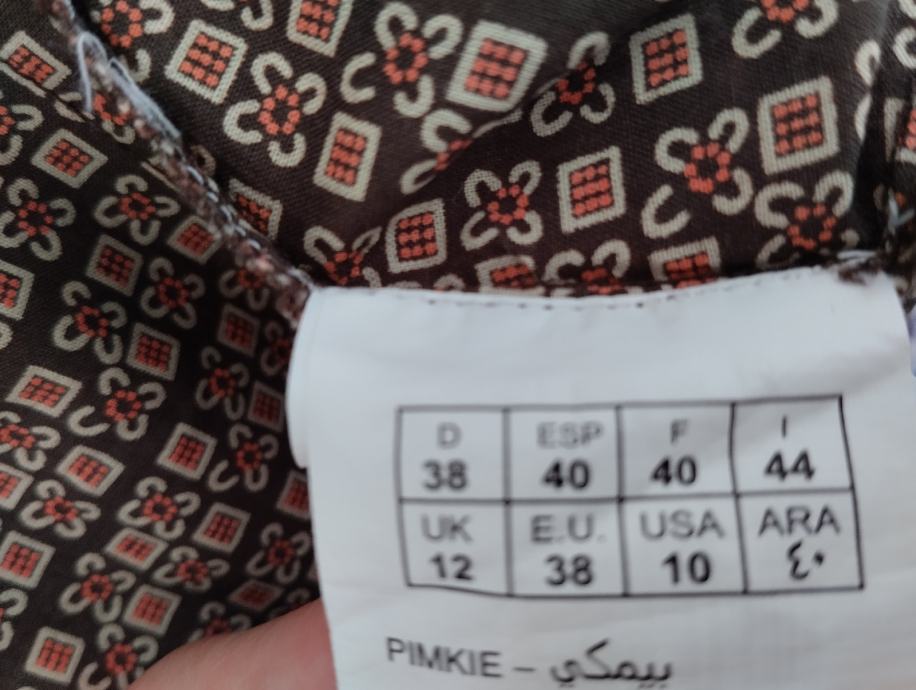 D ESP F I
38 40 40 44
UK E.U. USA ARA
12 38 10 ٤٠
PIMKIE – بيمكي